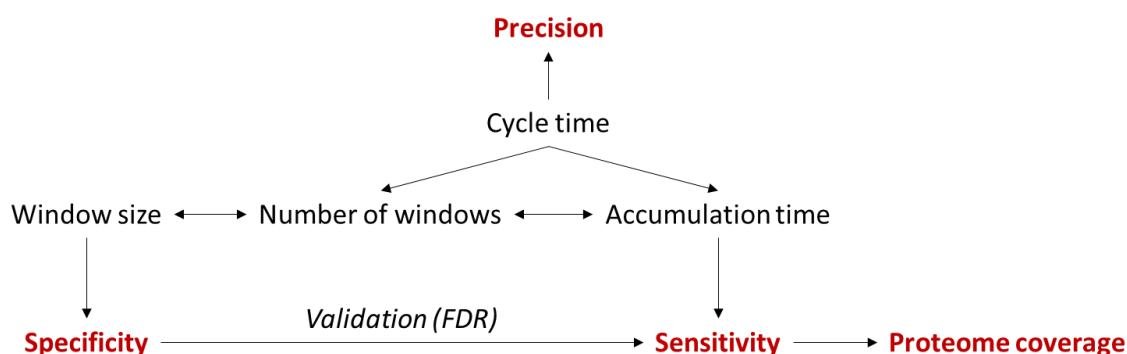 Precision
Cycle time
Window size
Number of windows
Accumulation time
Validation (FDR)
Specificity
Sensitivity
Proteome coverage